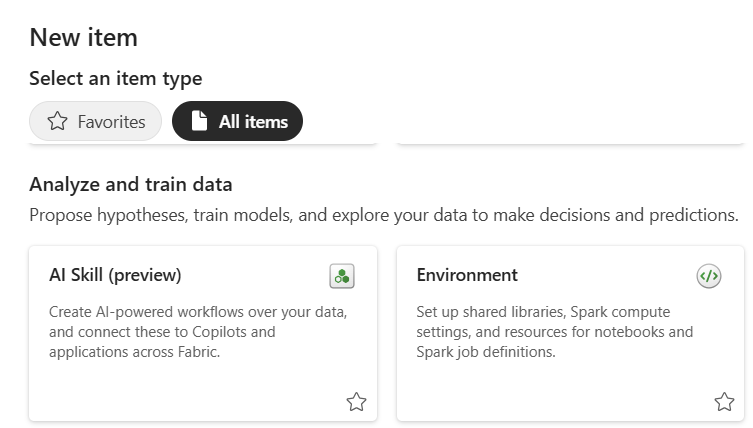 New item
Select an item type
Favorites
All items
Analyze and train data
Propose hypotheses, train models, and explore your data to make decisions and predictions.
AI Skill (preview)
Create AI-powered workflows over your data,
and connect these to Copilots and
applications across Fabric.
Environment
Set up shared libraries, Spark compute
settings, and resources for notebooks and
Spark job definitions.